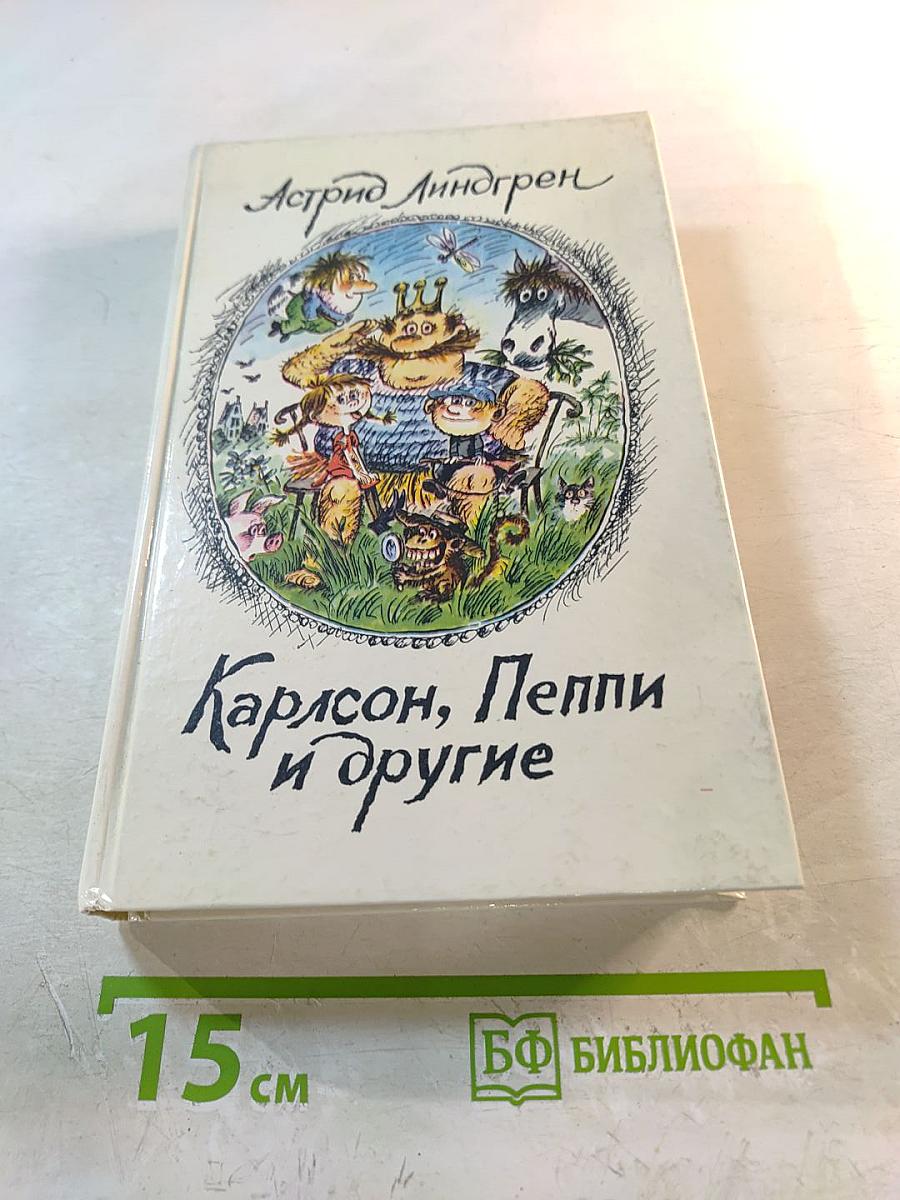 Астрид Линдгрен
Карлсон, Пеппи
и другие
15 см
БФ БИБЛИОФАН